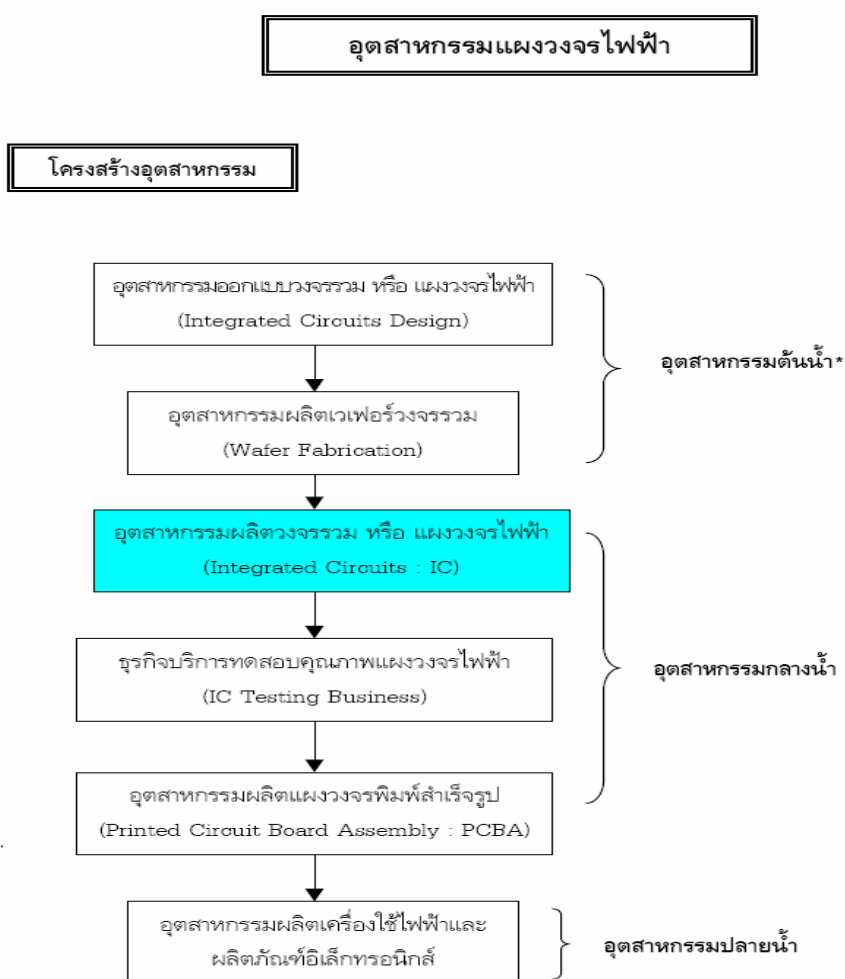 อุตสาหกรรมแผงวงจรไฟฟ้า
โครงสร้างอุตสาหกรรม
อุตสาหกรรมออกแบบวงจรรวม หรือ แผงวงจรไฟฟ้า
(Integrated Circuits Design)
อุตสาหกรรมต้นน้ำ*
อุตสาหกรรมผลิตเวเฟอร์วงจรรวม
(Wafer Fabrication)
อุตสาหกรรมผลิตวงจรรวม หรือ แผงวงจรไฟฟ้า
(Integrated Circuits : IC)
ธุรกิจบริการทดสอบคุณภาพแผงวงจรไฟฟ้า
(IC Testing Business)
อุตสาหกรรมกลางน้ำ
อุตสาหกรรมผลิตแผงวงจรพิมพ์สำเร็จรูป
(Printed Circuit Board Assembly : PCBA)
อุตสาหกรรมผลิตเครื่องใช้ไฟฟ้าและ
ผลิตภัณฑ์อิเล็กทรอนิกส์
อุตสาหกรรมปลายน้ำ